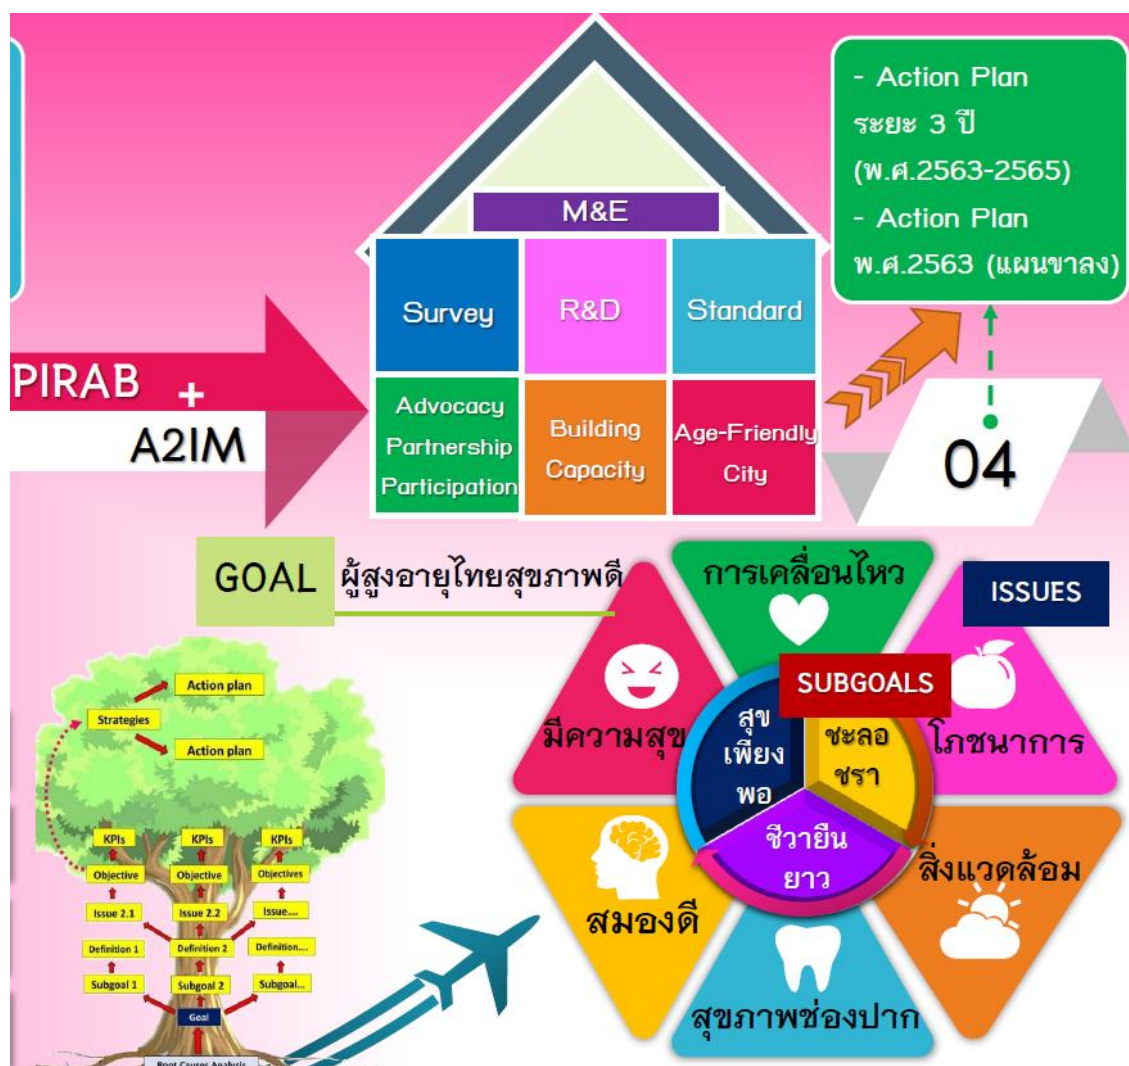 - Action Plan
ระยะ 3 ปี
(พ.ศ.2563-2565)
- Action Plan
พ.ศ.2563 (แผนขาลง)
M&E
Survey
R&D
Standard
PIRAB +
A2IM
Advocacy
Partnership
Participation
Building
Capacity
Age-Friendly
City
04
GOAL
ผู้สูงอายุไทยสุขภาพดี
ISSUES
SUBGOALS
การเคลื่อนไหว
มีความสุข
โภชนาการ
สุข
เพียง
พอ
ชะลอ
ชรา
ชีวายืน
ยาว
สมองดี
สิ่งแวดล้อม
สุขภาพช่องปาก
Action plan
Strategies
Action plan
KPIs
KPIs
KPIs
Objective
Objective
Objectives
Issue 2.1
Issue 2.2
Issue....
Definition 1
Definition 2
Definition....
Subgoal 1
Subgoal 2
Subgoal...
Goal
Root Causes Analysis